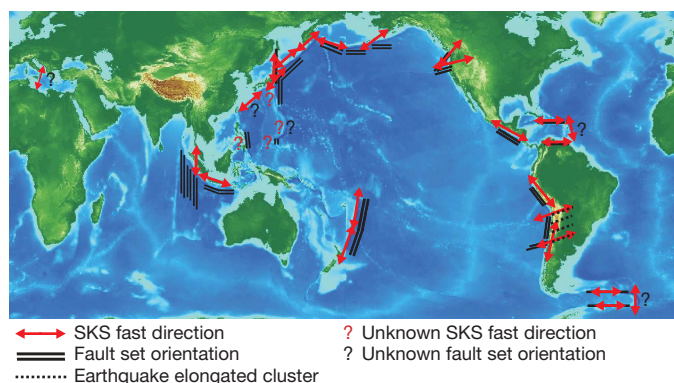 ?
?
?
?
? ?
? ? "
?
?
SKS fast direction
? Unknown SKS fast direction
Fault set orientation
? Unknown fault set orientation
Earthquake elongated cluster